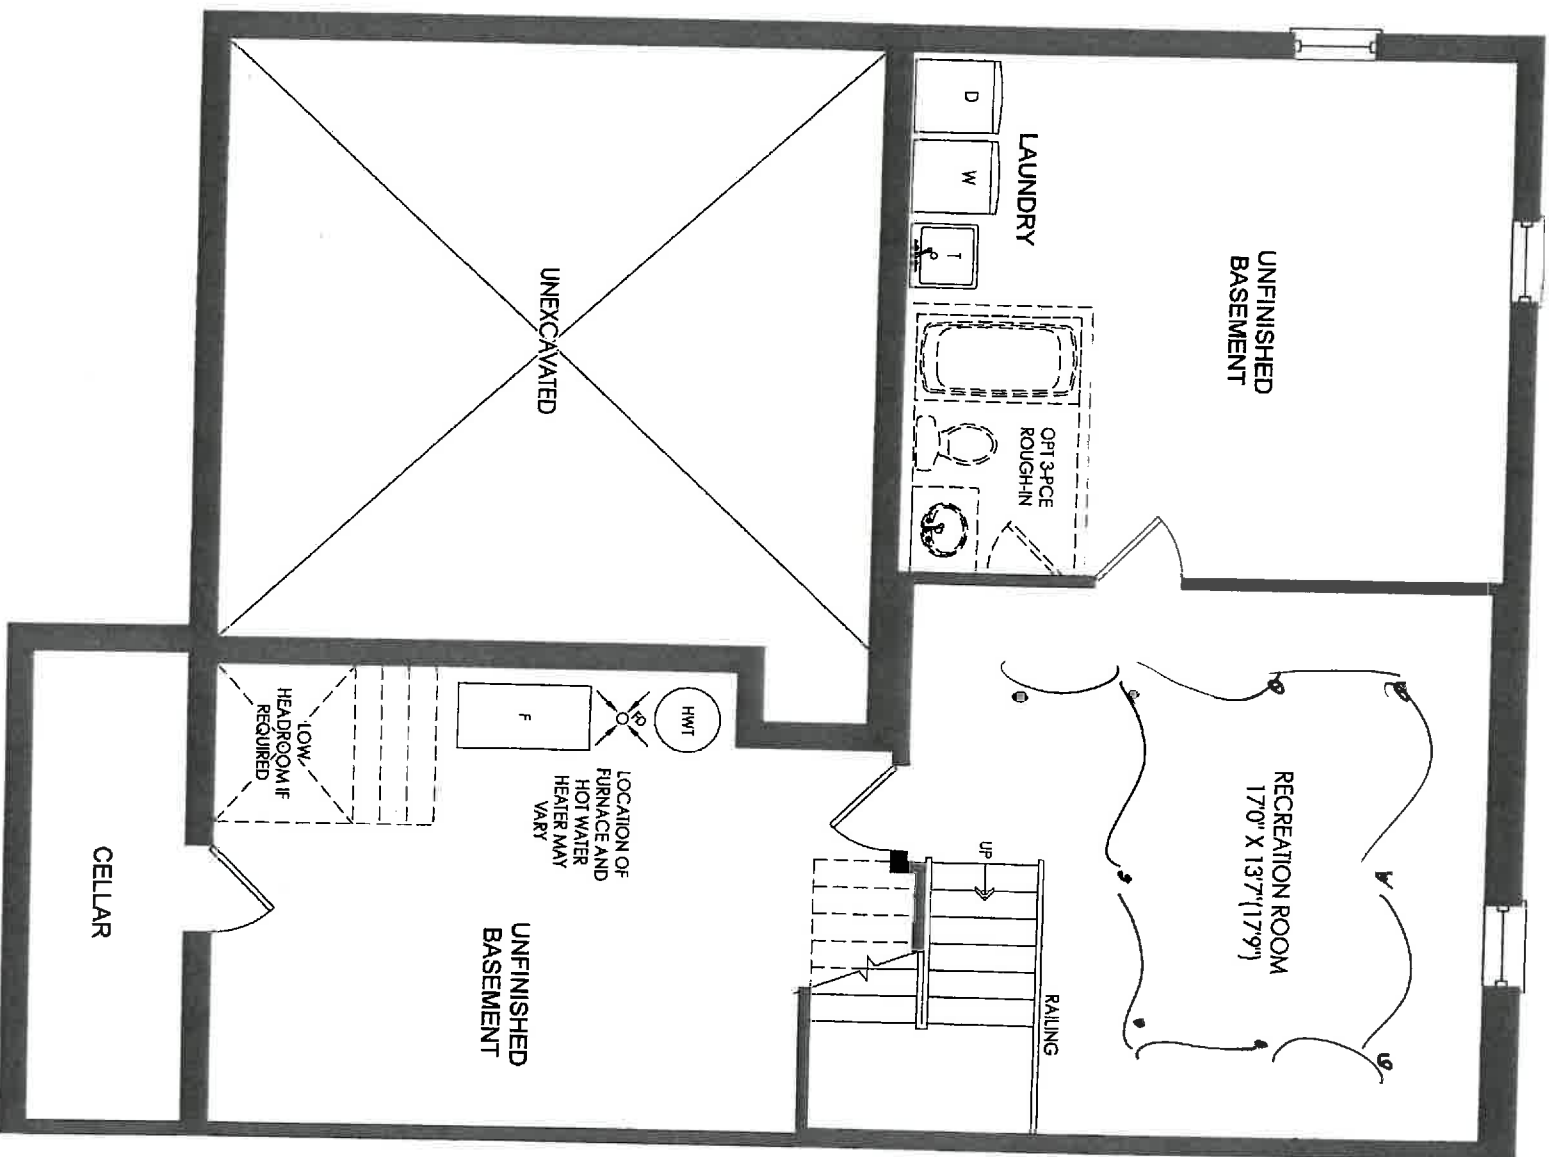 UNFINISHED
BASEMENT
LAUNDRY
D
W
T
OPT 3-PCE
ROUGH-IN
UNEXCAVATED
RECREATION ROOM
17'0" X 13'7"(17'9")
UP
RAILING
HWT
FD
F
LOCATION OF
FURNACE AND
HOT WATER
HEATER MAY
VARY
LOW
HEADROOM IF
REQUIRED
UNFINISHED
BASEMENT
CELLAR